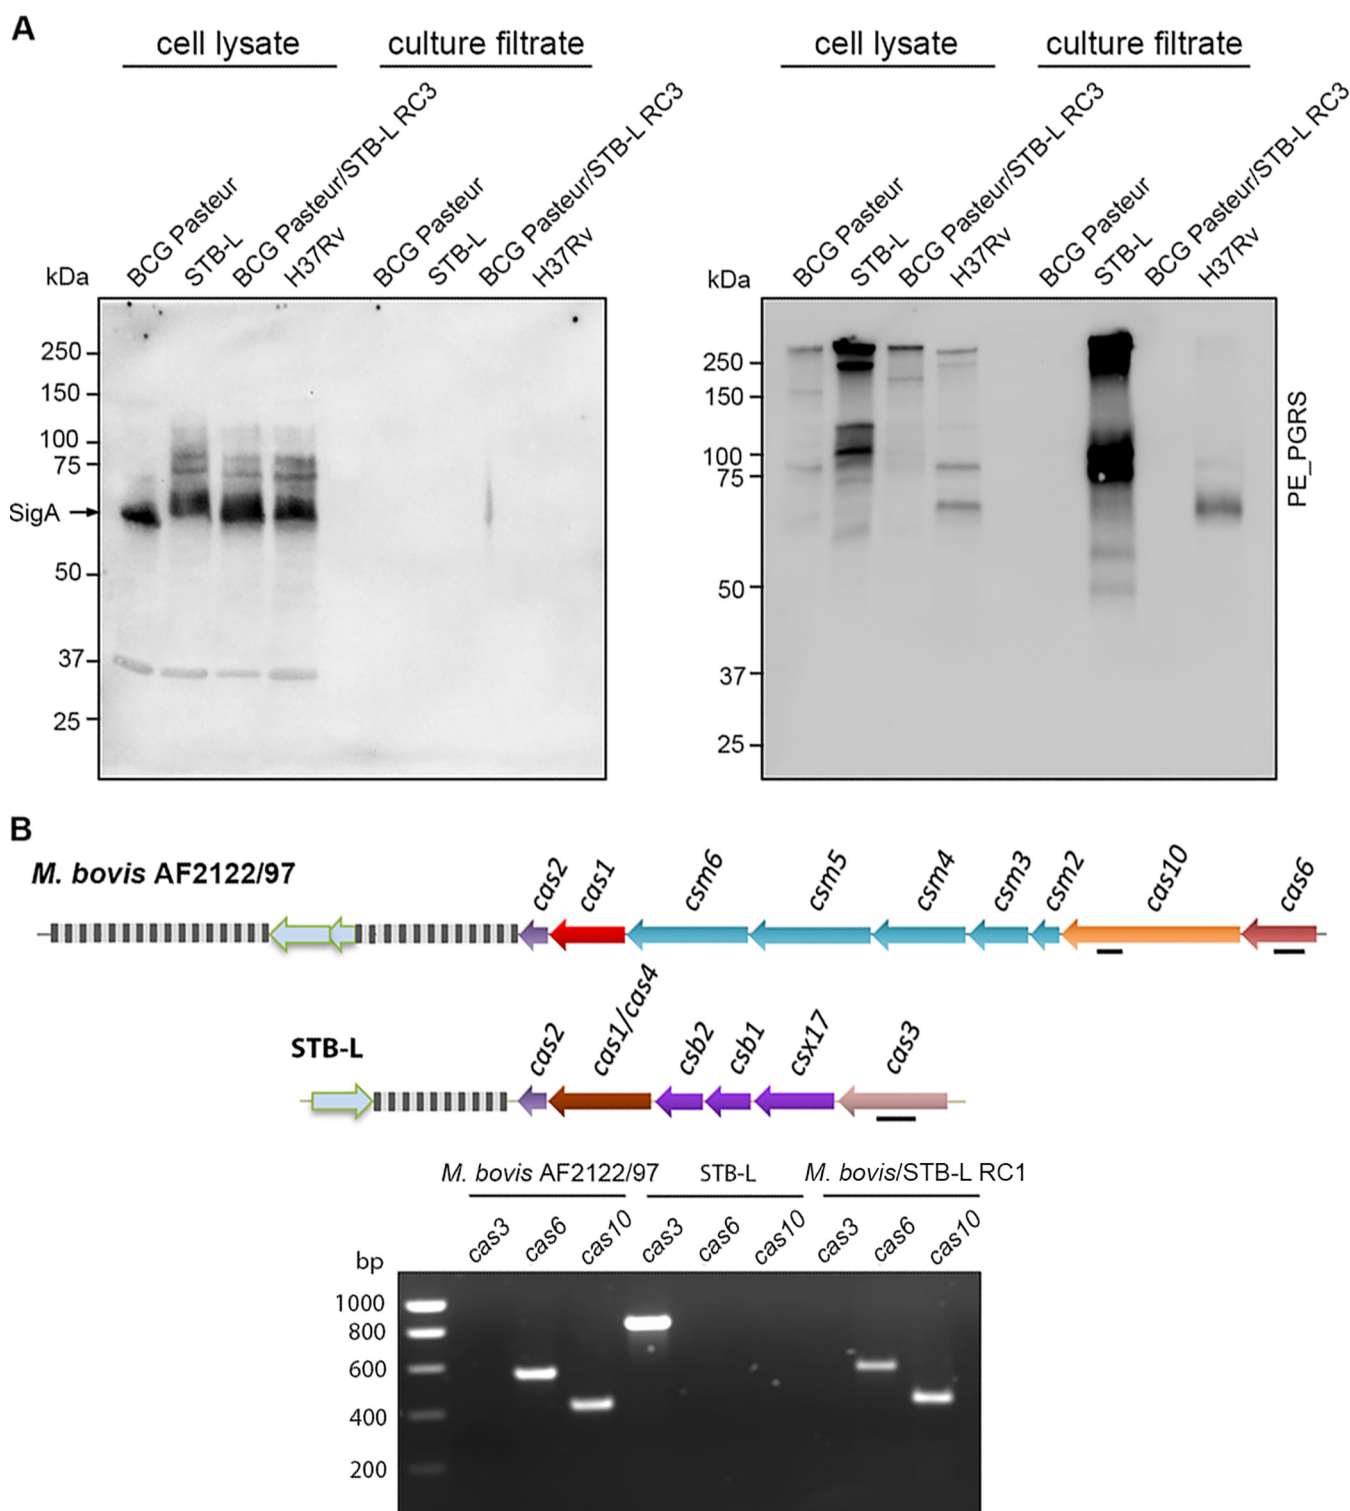 A
cell lysate
culture filtrate
cell lysate
culture filtrate
BCG Pasteur
STB-L
BCG Pasteur/STB-L RC3
H37Rv
BCG Pasteur
STB-L
BCG Pasteur/STB-L RC3
H37Rv
BCG Pasteur
STB-L
BCG Pasteur/STB-L RC3
H37Rv
BCG Pasteur
STB-L
BCG Pasteur/STB-L RC3
H37Rv
kDa
250
150
100
75
SigA
50
37
25
kDa
250
150
100
75
50
37
25
PE_PGRS
B
M. bovis AF2122/97
cas2
cas1
csm6
csm5
csm4
csm3
csm2
cas10
cas6
STB-L
cas2
cas1/cas4
csb2
csb1
csx17
cas3
M. bovis AF2122/97
STB-L
M. bovis/STB-L RC1
cas3
cas6
cas10
cas3
cas6
cas10
cas3
cas6
cas10
bp
1000
800
600
400
200